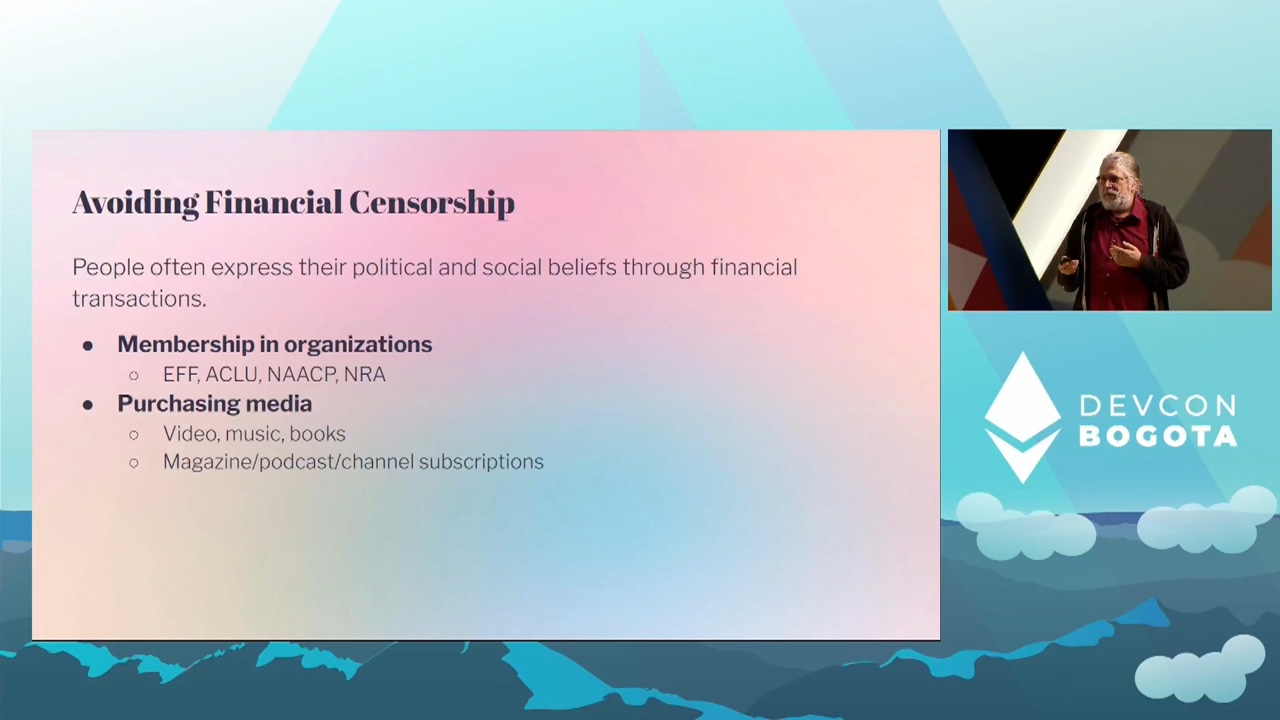 Avoiding Financial Censorship
People often express their political and social beliefs through financial
transactions.
● Membership in organizations
○ EFF, ACLU, NAACP, NRA
● Purchasing media
○ Video, music, books
○ Magazine/podcast/channel subscriptions
DEVCON
BOGOTA